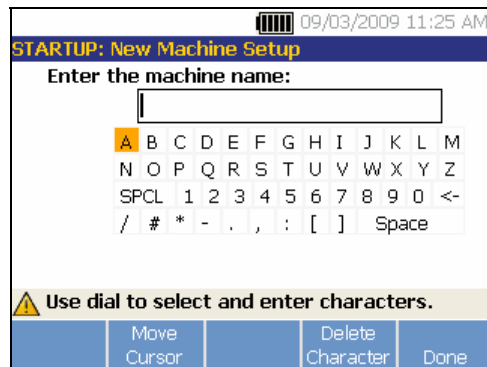 09/03/2009 11:25 AM
STARTUP: New Machine Setup
Enter the machine name:
A B C D E F G H I J K L M
N O P Q R S T U V W X Y Z
SPCL 1 2 3 4 5 6 7 8 9 0 <-
/ # * - . , : [ ] Space
Use dial to select and enter characters.
Move Cursor Delete Character Done